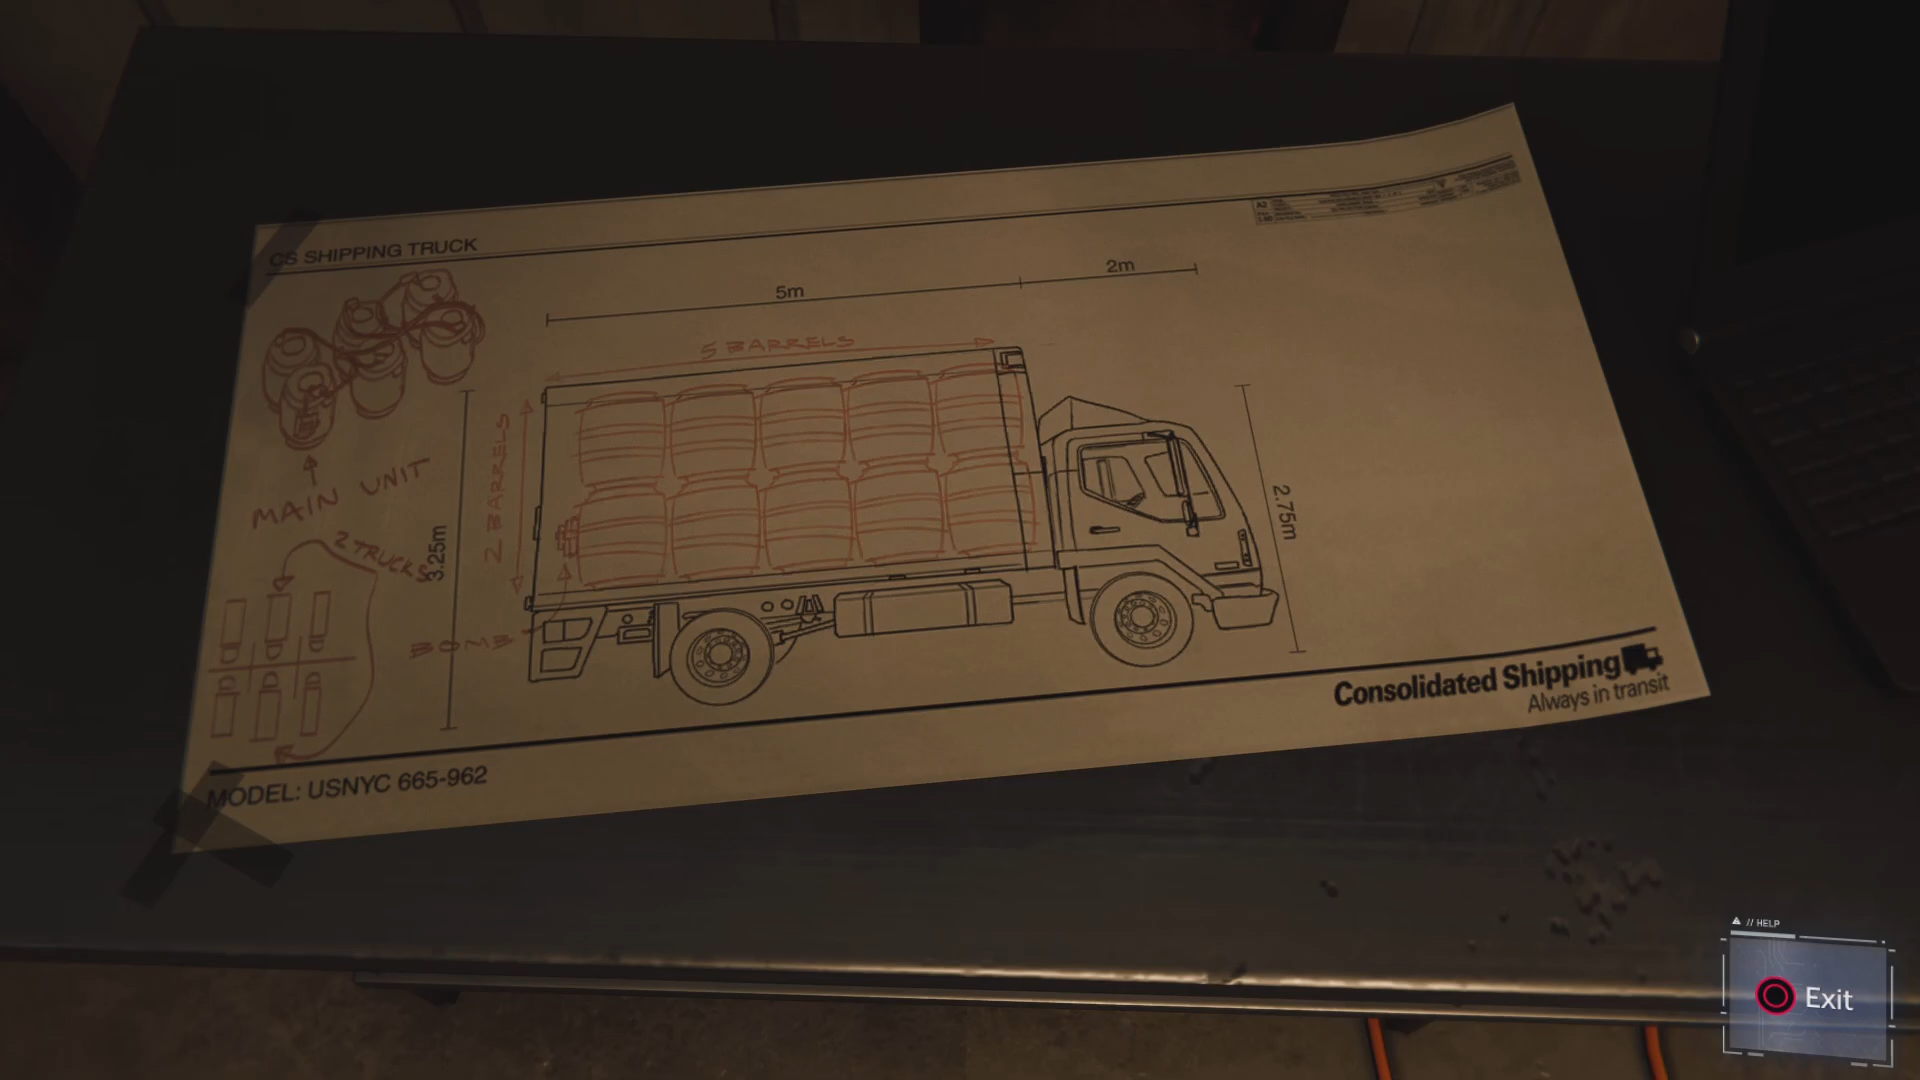 CS SHIPPING TRUCK
A2
5m
2m
5 BARRELS
2 BARRELS
MAIN UNIT
2 TRUCKS
3.25m
2.75m
BOMB
Consolidated Shipping
Always in transit
MODEL: USNYC 665-962
// HELP
Exit